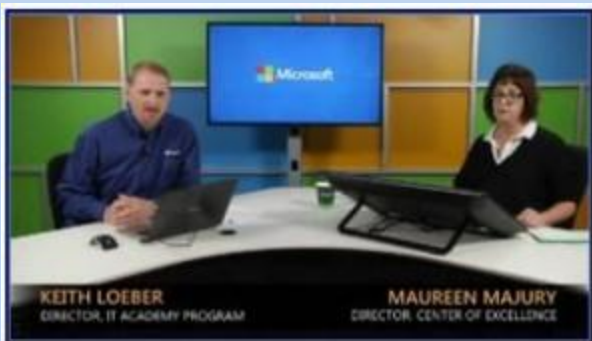 Microsoft
KEITH LOEBER
DIRECTOR, IT ACADEMY PROGRAM
MAUREEN MAJURY
DIRECTOR, CENTER OF EXCELLENCE